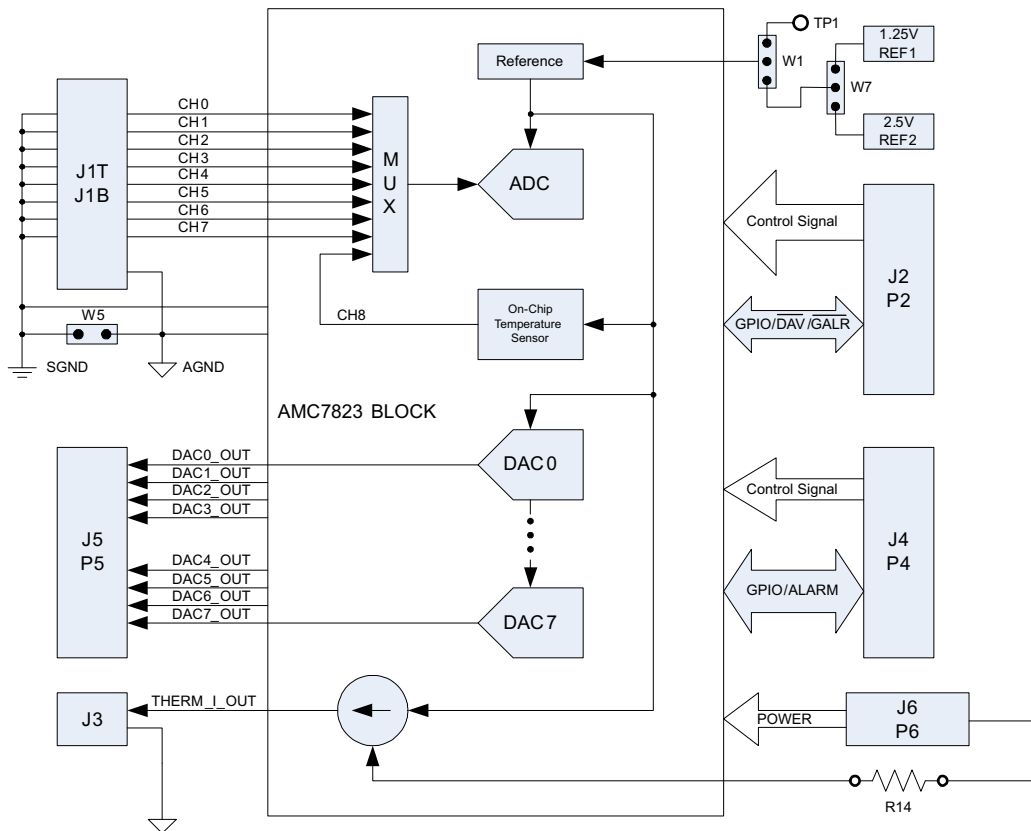 TP1
1.25V
REF1
W1
W7
Reference
2.5V
REF2
CH0
CH1
CH2
CH3
CH4
CH5
CH6
CH7
J1T
J1B
M
U
X
ADC
Control Signal
J2
P2
GPIO/DAV/GALR
On-Chip
Temperature
Sensor
CH8
W5
SGND
AGND
AMC7823 BLOCK
DAC0_OUT
DAC1_OUT
DAC2_OUT
DAC3_OUT
DAC0
Control Signal
J5
P5
J4
P4
DAC4_OUT
DAC5_OUT
DAC6_OUT
DAC7_OUT
GPIO/ALARM
DAC7
THERM_I_OUT
J3
POWER
J6
P6
R14